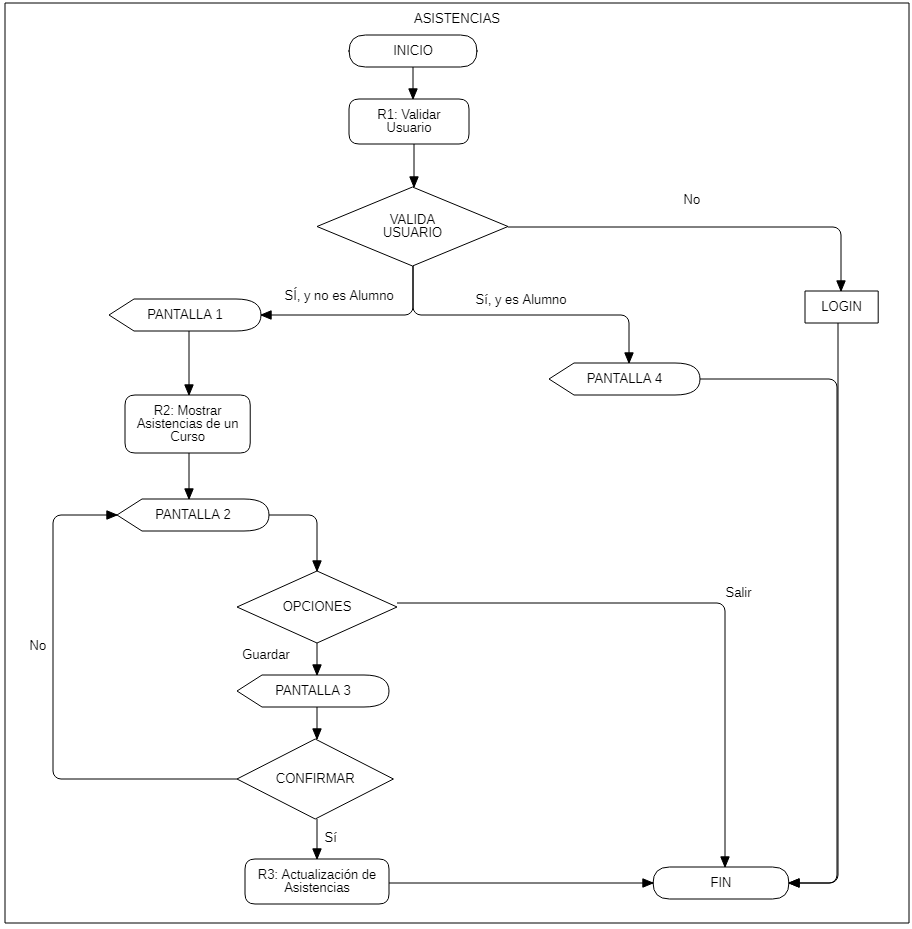 ASISTENCIAS
INICIO
R1: Validar
Usuario
VALIDA
USUARIO
No
SÍ, y no es Alumno
Sí, y es Alumno
PANTALLA 1
LOGIN
PANTALLA 4
R2: Mostrar
Asistencias de un
Curso
PANTALLA 2
OPCIONES
Salir
No
Guardar
PANTALLA 3
CONFIRMAR
Sí
R3: Actualización de
Asistencias
FIN